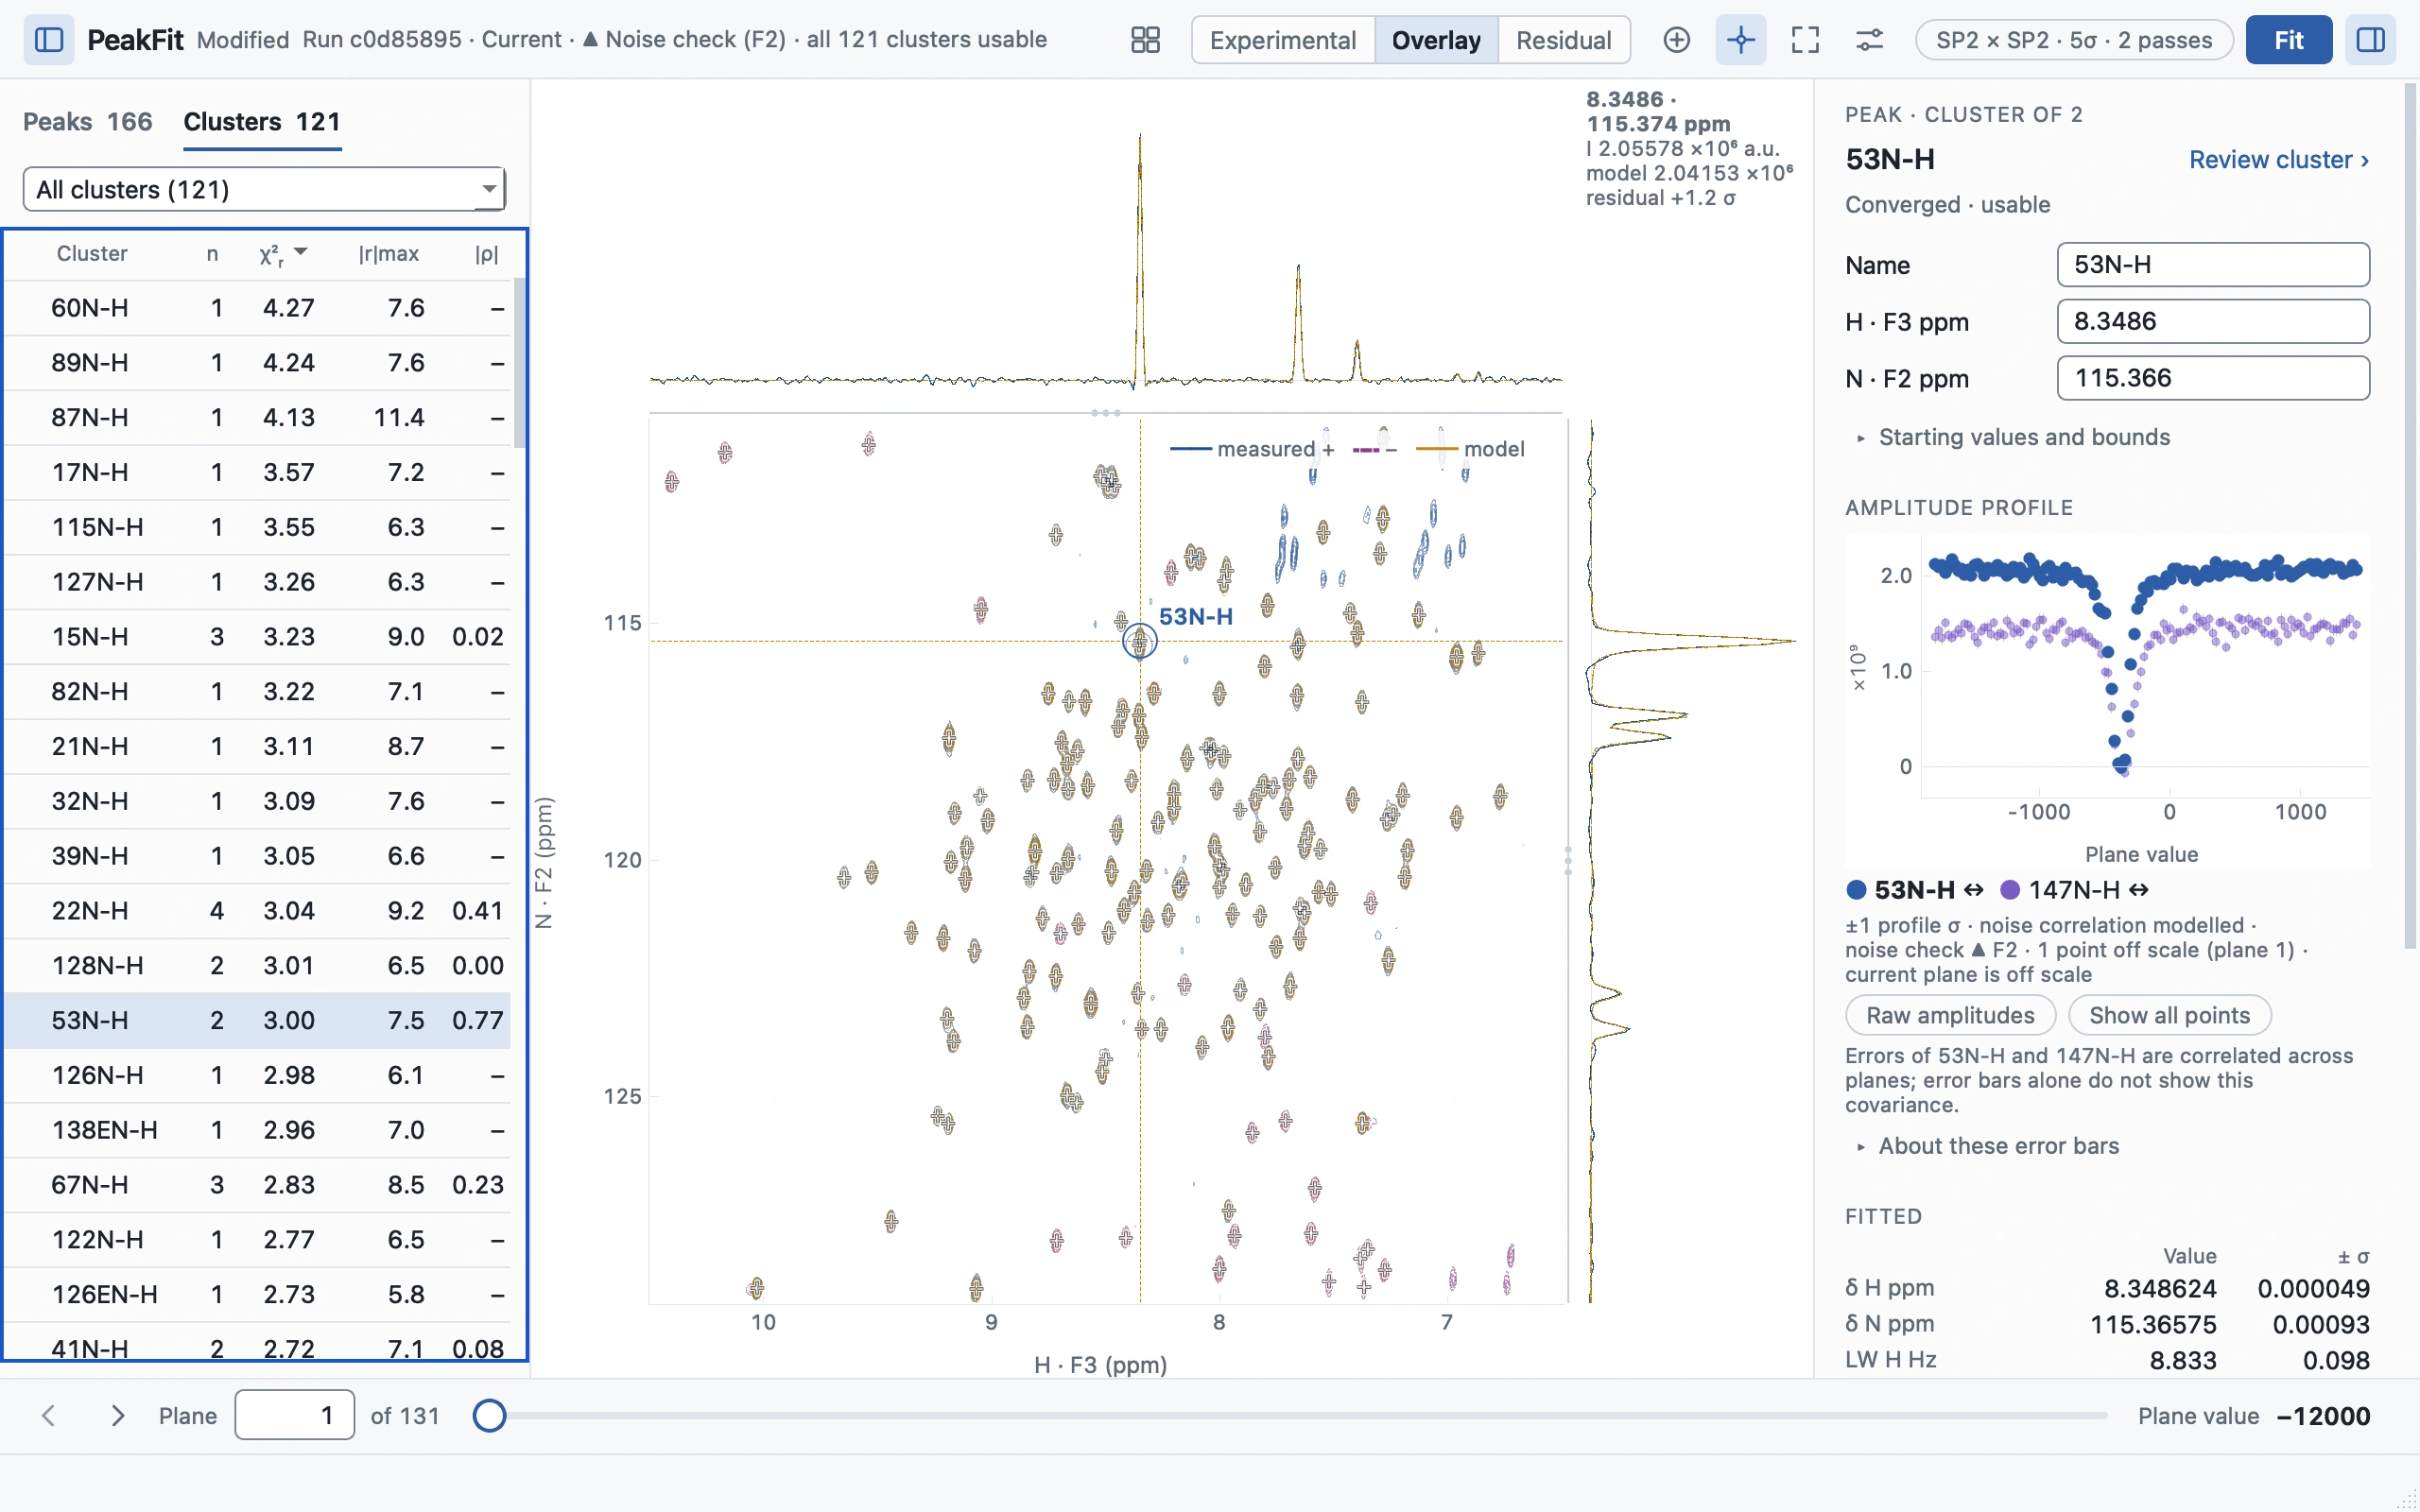 PeakFit Modified Run c0d85895 · Current · ▲ Noise check (F2) · all 121 clusters usable
Experimental Overlay Residual
SP2 × SP2 · 5σ · 2 passes
Fit
Peaks 166 Clusters 121
All clusters (121)
Cluster n χ²r |r|max |ρ|
60N-H 1 4.27 7.6 –
89N-H 1 4.24 7.6 –
87N-H 1 4.13 11.4 –
17N-H 1 3.57 7.2 –
115N-H 1 3.55 6.3 –
127N-H 1 3.26 6.3 –
15N-H 3 3.23 9.0 0.02
82N-H 1 3.22 7.1 –
21N-H 1 3.11 8.7 –
32N-H 1 3.09 7.6 –
39N-H 1 3.05 6.6 –
22N-H 4 3.04 9.2 0.41
128N-H 2 3.01 6.5 0.00
53N-H 2 3.00 7.5 0.77
126N-H 1 2.98 6.1 –
138EN-H 1 2.96 7.0 –
67N-H 3 2.83 8.5 0.23
122N-H 1 2.77 6.5 –
126EN-H 1 2.73 5.8 –
41N-H 2 2.72 7.1 0.08
8.3486 ·
115.374 ppm
I 2.05578 ×10⁶ a.u.
model 2.04153 ×10⁶
residual +1.2 σ
measured + – model
53N-H
115
120
125
N · F2 (ppm)
10 9 8 7
H · F3 (ppm)
PEAK · CLUSTER OF 2
53N-H Review cluster ›
Converged · usable
Name 53N-H
H · F3 ppm 8.3486
N · F2 ppm 115.366
▸ Starting values and bounds
AMPLITUDE PROFILE
2.0
1.0
0
×10⁹
-1000 0 1000
Plane value
53N-H ↔ 147N-H ↔
±1 profile σ · noise correlation modelled ·
noise check ▲ F2 · 1 point off scale (plane 1) ·
current plane is off scale
Raw amplitudes Show all points
Errors of 53N-H and 147N-H are correlated across
planes; error bars alone do not show this
covariance.
▸ About these error bars
FITTED
Value ± σ
δ H ppm 8.348624 0.000049
δ N ppm 115.36575 0.00093
LW H Hz 8.833 0.098
Plane 1 of 131
Plane value −12000